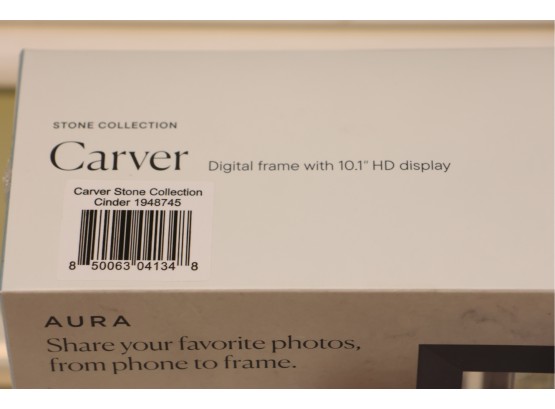 STONE COLLECTION
Carver Digital frame with 10.1" HD display
Carver Stone Collection
Cinder 1948745
8 50063 04134 8
AURA
Share your favorite photos,
from phone to frame.